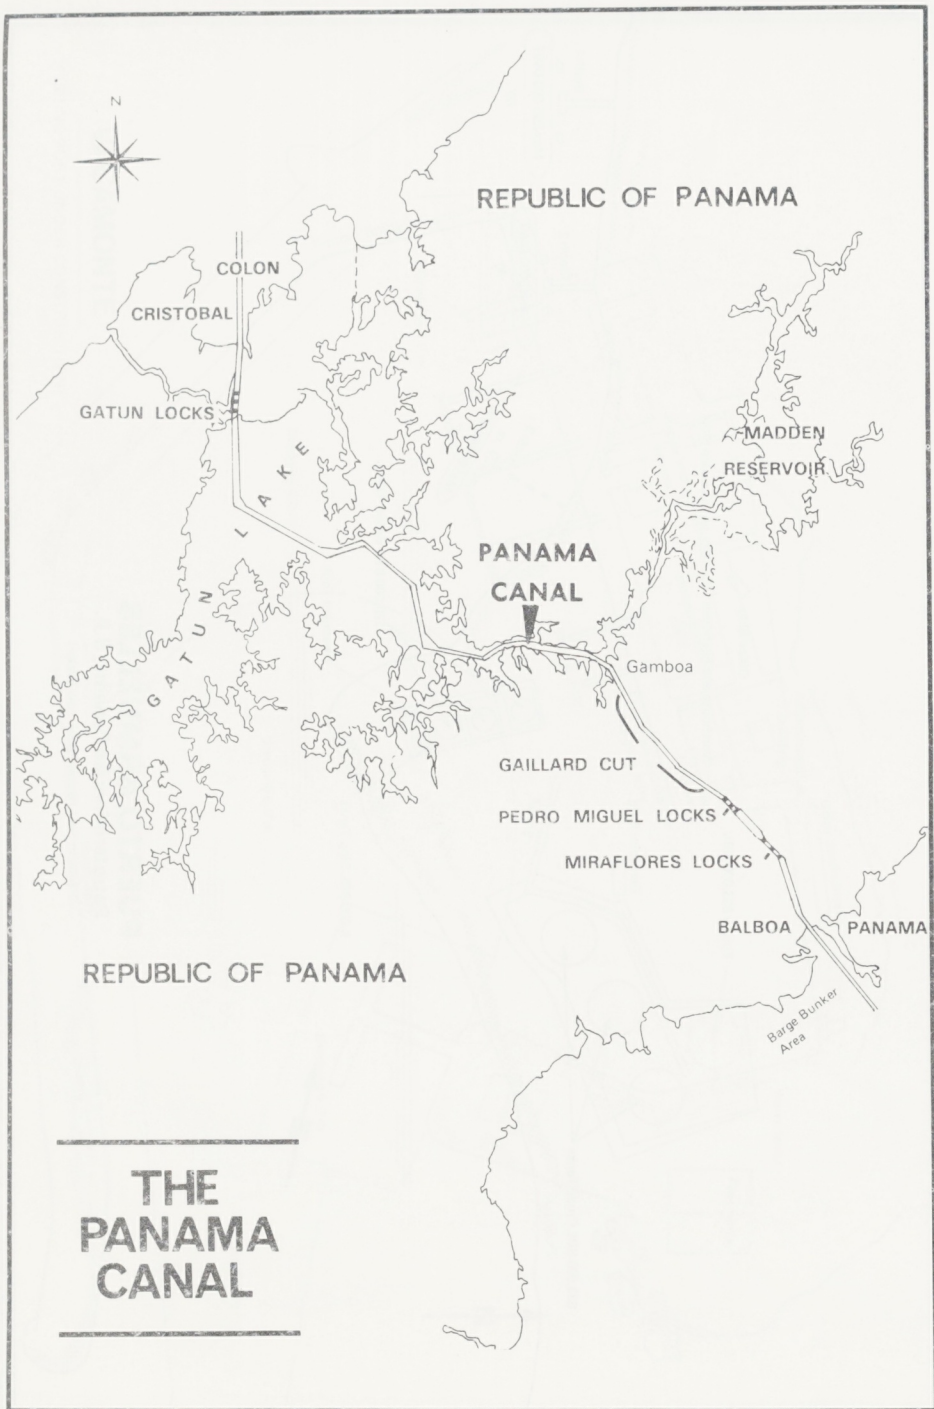 N
REPUBLIC OF PANAMA
COLON
CRISTOBAL
GATUN LOCKS
GATUN LAKE
MADDEN
RESERVOIR
PANAMA
CANAL
Gamboa
GAILLARD CUT
PEDRO MIGUEL LOCKS
MIRAFLORES LOCKS
BALBOA
PANAMA
REPUBLIC OF PANAMA
Barge Bunker
Area
THE
PANAMA
CANAL